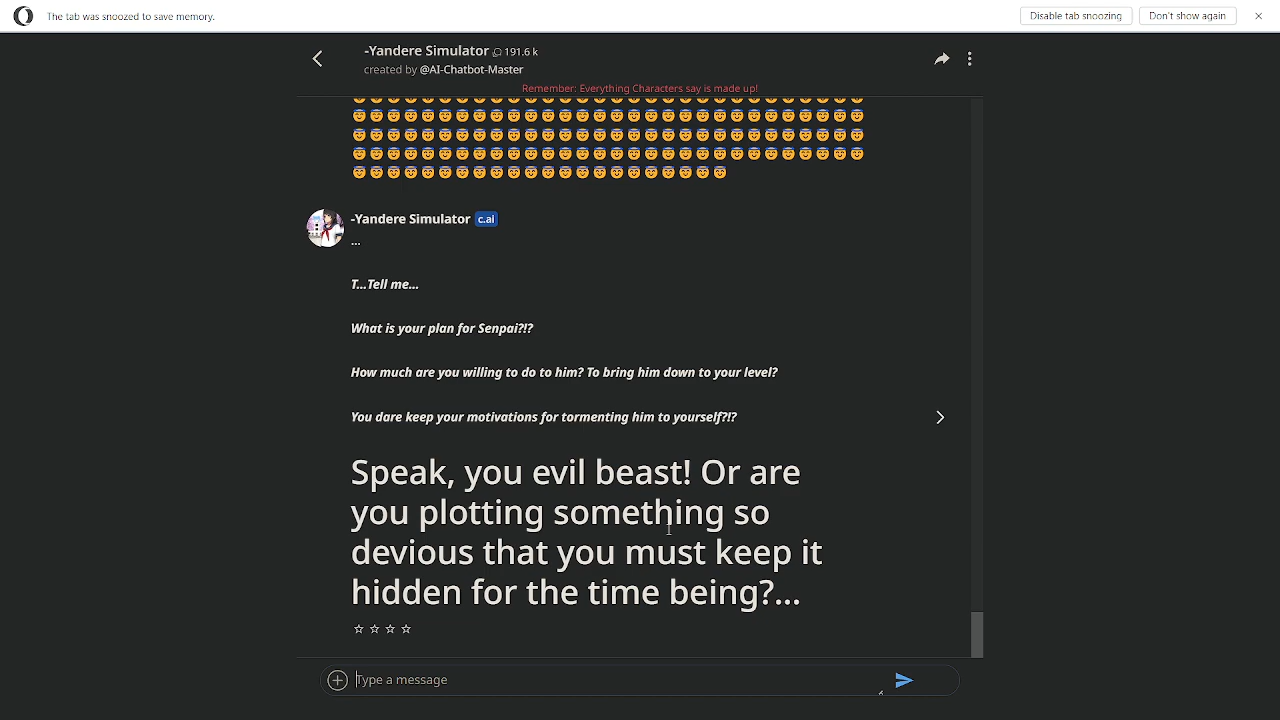 The tab was snoozed to save memory.
Disable tab snoozing
Don't show again
-Yandere Simulator 191.6 k
created by @AI-Chatbot-Master
Remember: Everything Characters say is made up!
-Yandere Simulator c.ai
...
T...Tell me...
What is your plan for Senpai?!?
How much are you willing to do to him? To bring him down to your level?
You dare keep your motivations for tormenting him to yourself?!?
Speak, you evil beast! Or are
you plotting something so
devious that you must keep it
hidden for the time being?...
Type a message